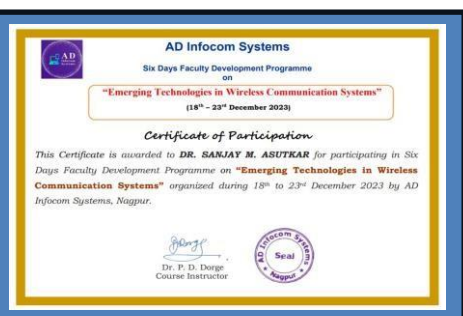 AD
AD Infocom Systems
Six Days Faculty Development Programme
on
“Emerging Technologies in Wireless Communication Systems”
(18th – 23rd December 2023)
Certificate of Participation
This Certificate is awarded to DR. SANJAY M. ASUTKAR for participating in Six
Days Faculty Development Programme on “Emerging Technologies in Wireless
Communication Systems” organized during 18th to 23rd December 2023 by AD
Infocom Systems, Nagpur.
Dr. P. D. Dorge
Course Instructor
AD Infocom Systems
Seal
Nagpur